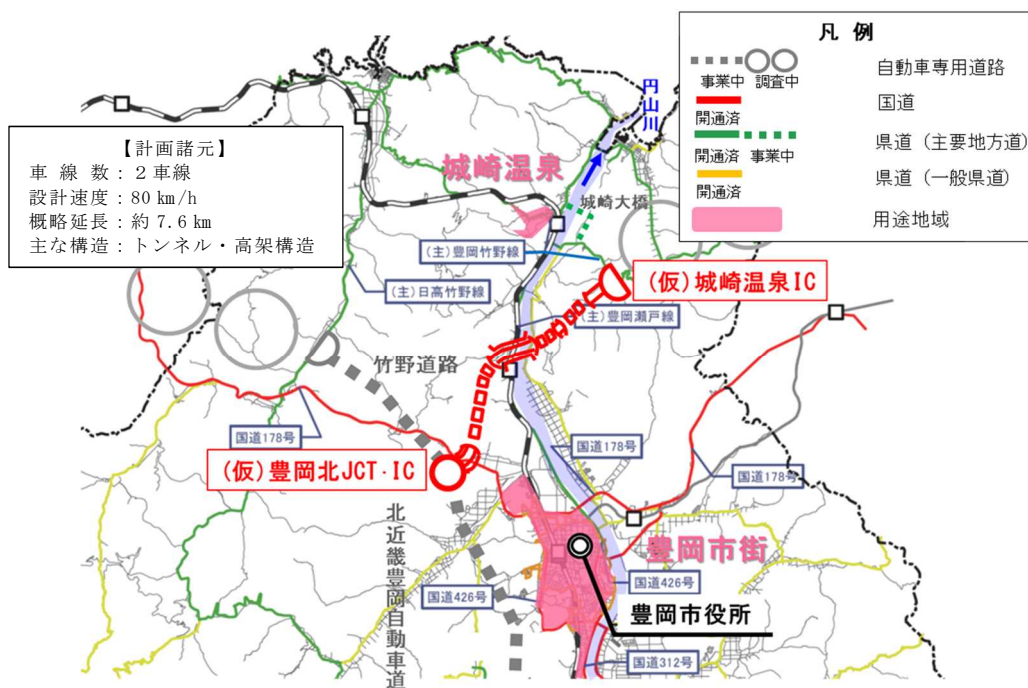 凡 例
事業中 調査中
自動車専用道路
開通済
国道
開通済 事業中
県道（主要地方道）
開通済
県道（一般県道）
用途地域
【計画諸元】
車 線 数：２車線
設計速度：80 km/h
概略延長：約 7.6 km
主な構造：トンネル・高架構造
円山川
城崎温泉
城崎大橋
(主)豊岡竹野線
(仮)城崎温泉IC
(主)日高竹野線
(主)豊岡瀬戸線
竹野道路
国道178号
国道178号
国道178号
(仮)豊岡北JCT･IC
北近畿豊岡自動車道
豊岡市街
国道426号
国道426号
豊岡市役所
国道312号